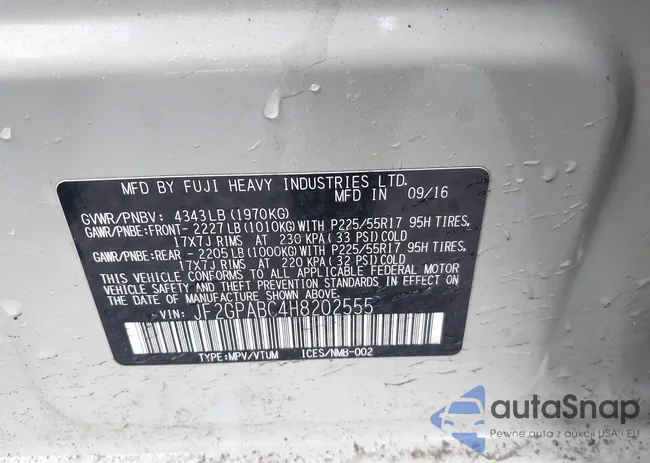 MFD BY FUJI HEAVY INDUSTRIES LTD.
MFD IN 09/16
GVWR/PNBV: 4343LB(1970KG)
GAWR/PNBE:FRONT- 2227LB(1010KG)WITH P225/55R17 95H TIRES,
17X7J RIMS AT 230 KPA(33 PSI)COLD
GAWR/PNBE:REAR - 2205LB(1000KG)WITH P225/55R17 95H TIRES,
17X7J RIMS AT 220 KPA(32 PSI)COLD
THIS VEHICLE CONFORMS TO ALL APPLICABLE FEDERAL MOTOR
VEHICLE SAFETY AND THEFT PREVENTION STANDARDS IN EFFECT
ON THE DATE OF MANUFACTURE SHOWN ABOVE.
VIN: JF2GPABC4H8202555
TYPE:MPV/VTUM ICES/NMB-002
autoSnap
Pewne auta z aukcji USA i EU